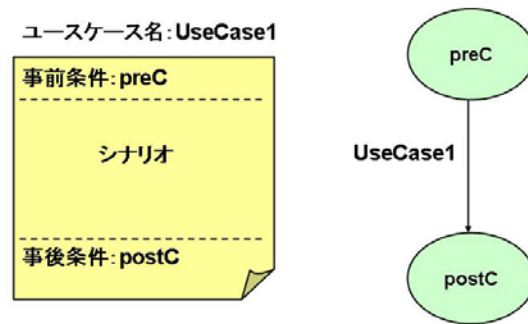 ユースケース名：UseCase1
事前条件：preC
シナリオ
事後条件：postC
preC
UseCase1
postC